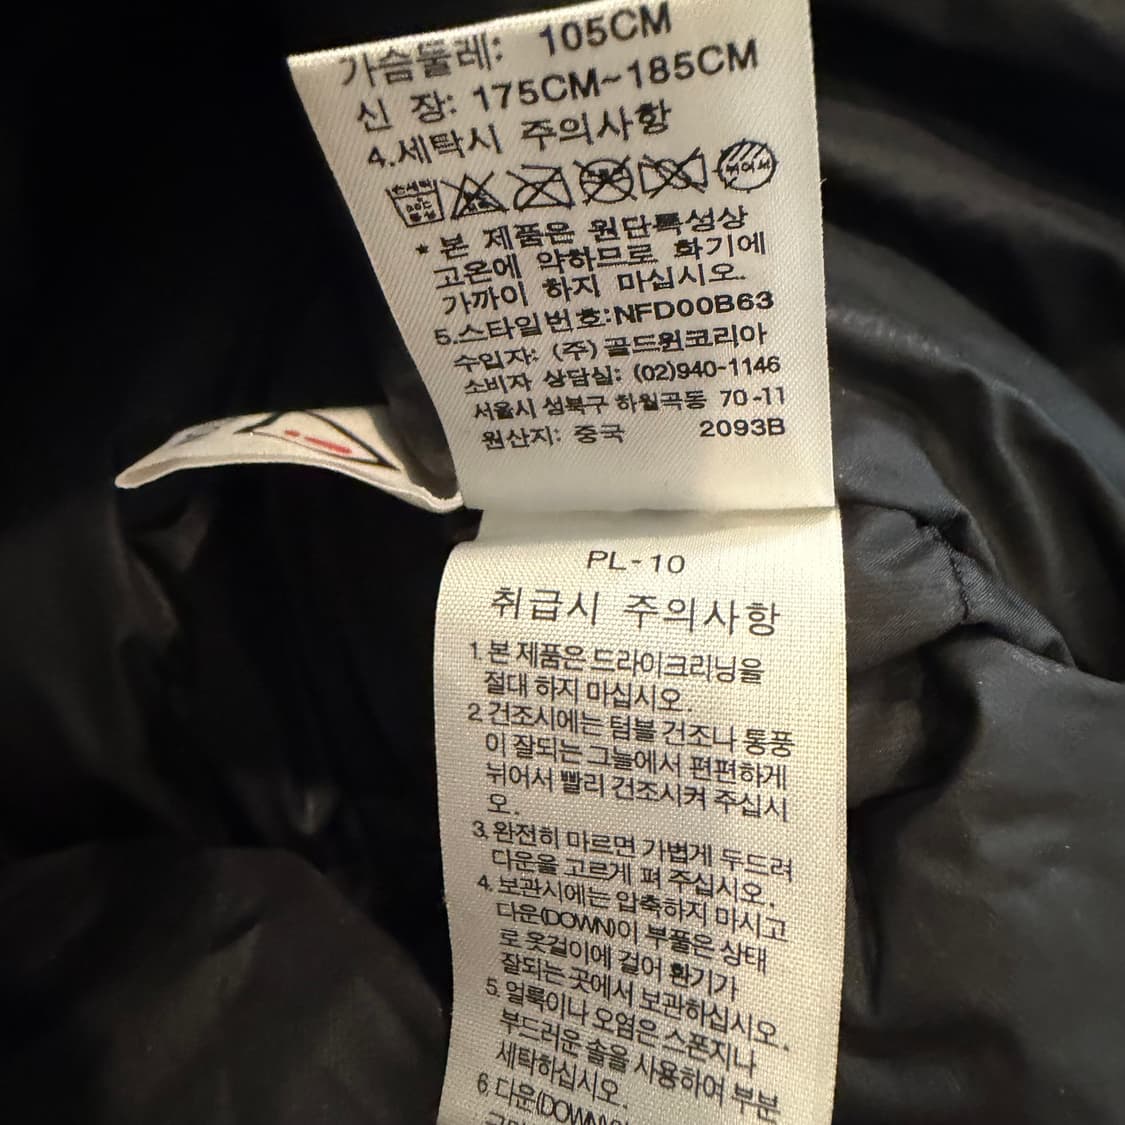 가슴둘레: 105CM
신 장: 175CM~185CM
4.세탁시 주의사항
손세탁
30℃
중성
뉘어서
* 본 제품은 원단특성상
고온에 약하므로 화기에
가까이 하지 마십시오.
5.스타일번호:NFD00B63
수입자: (주) 골드윈코리아
소비자 상담실: (02)940-1146
서울시 성북구 하월곡동 70-11
원산지: 중국 2093B
PL-10
취급시 주의사항
1. 본 제품은 드라이크리닝을
절대 하지 마십시오.
2. 건조시에는 텀블 건조나 통풍
이 잘되는 그늘에서 편편하게
뉘어서 빨리 건조시켜 주십시
오.
3. 완전히 마르면 가볍게 두드려
다운을 고르게 펴 주십시오.
4. 보관시에는 압축하지 마시고
다운(DOWN)이 부풀은 상태
로 옷걸이에 걸어 환기가
잘되는 곳에서 보관하십시오.
5. 얼룩이나 오염은 스폰지나
부드러운 솔을 사용하여 부분
세탁하십시오.
6. 다운(DOWN)